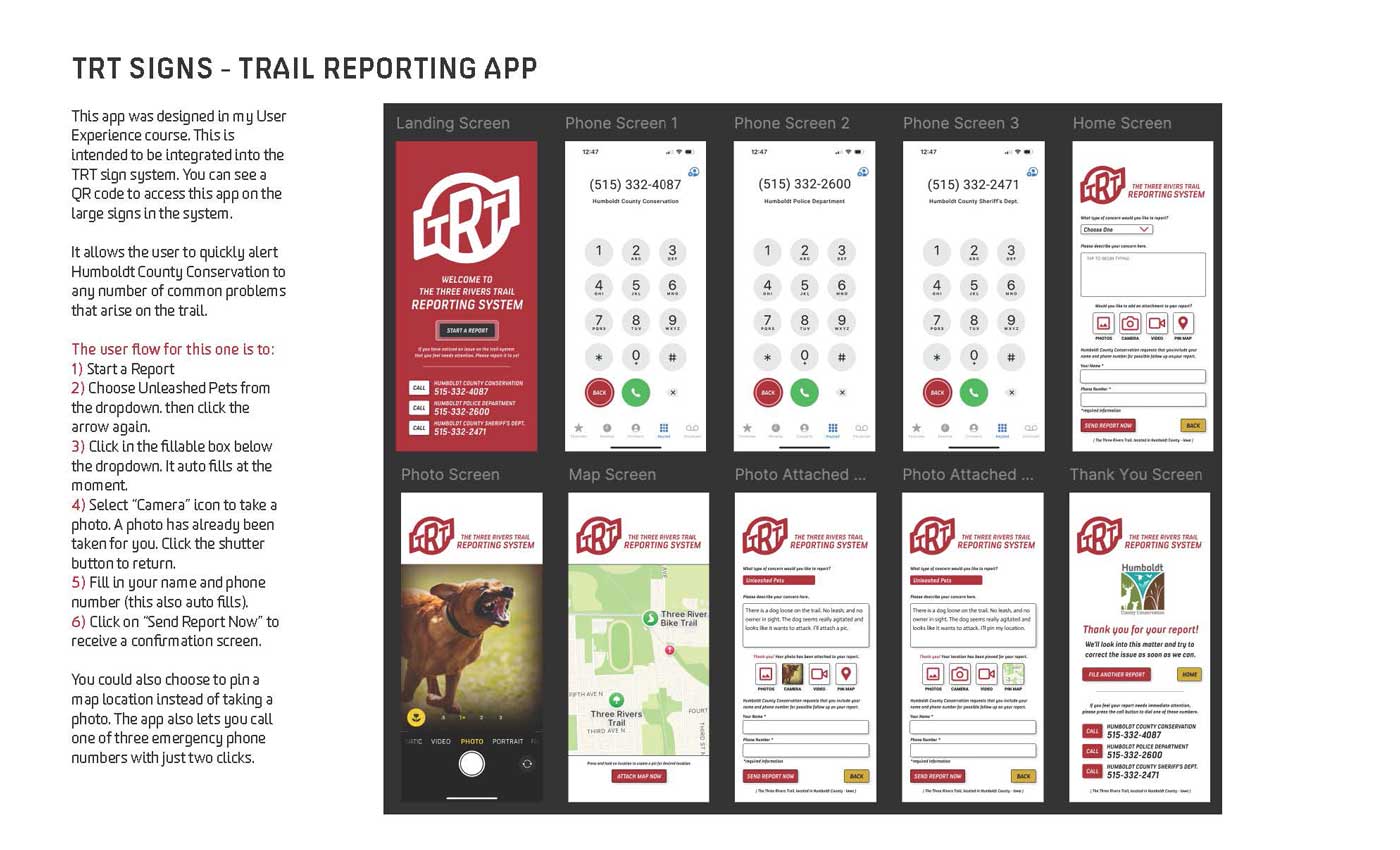 TRT SIGNS - TRAIL REPORTING APP
This app was designed in my User
Experience course. This is
intended to be integrated into the
TRT sign system. You can see a
QR code to access this app on the
large signs in the system.
It allows the user to quickly alert
Humboldt County Conservation to
any number of common problems
that arise on the trail.
The user flow for this one is to:
1) Start a Report
2) Choose Unleashed Pets from
the dropdown. then click the
arrow again.
3) Click in the fillable box below
the dropdown. It auto fills at the
moment.
4) Select “Camera” icon to take a
photo. A photo has already been
taken for you. Click the shutter
button to return.
5) Fill in your name and phone
number (this also auto fills).
6) Click on “Send Report Now” to
receive a confirmation screen.
You could also choose to pin a
map location instead of taking a
photo. The app also lets you call
one of three emergency phone
numbers with just two clicks.
Landing Screen
TRT
WELCOME TO
THE THREE RIVERS TRAIL
REPORTING SYSTEM
START A REPORT
If you have noticed an issue on the trail system
that you feel needs attention, Please report it to us!
CALL HUMBOLDT COUNTY CONSERVATION
515-332-4087
CALL HUMBOLDT POLICE DEPARTMENT
515-332-2600
CALL HUMBOLDT COUNTY SHERIFF'S DEPT.
515-332-2471
Phone Screen 1
12:47
(515) 332-4087
Humboldt County Conservation
1 2 3
ABC DEF
4 5 6
GHI JKL MNO
7 8 9
PQRS TUV WXYZ
* 0 #
+
BACK
Favorites Recents Contacts Keypad Voicemail
Phone Screen 2
12:47
(515) 332-2600
Humboldt Police Department
1 2 3
ABC DEF
4 5 6
GHI JKL MNO
7 8 9
PQRS TUV WXYZ
* 0 #
+
BACK
Favorites Recents Contacts Keypad Voicemail
Phone Screen 3
12:47
(515) 332-2471
Humboldt County Sheriff's Dept.
1 2 3
ABC DEF
4 5 6
GHI JKL MNO
7 8 9
PQRS TUV WXYZ
* 0 #
+
BACK
Favorites Recents Contacts Keypad Voicemail
Home Screen
TRT
THE THREE RIVERS TRAIL
REPORTING SYSTEM
What type of concern would you like to report?
Choose One
Please describe your concern here.
TAP TO BEGIN TYPING
Would you like to add an attachment to your report?
PHOTOS CAMERA VIDEO PIN MAP
Humboldt County Conservation requests that you include your
name and phone number for possible follow up on your report.
Your Name *
Phone Number *
*required information
SEND REPORT NOW BACK
( The Three Rivers Trail, located in Humboldt County - Iowa )
Photo Screen
TRT
THE THREE RIVERS TRAIL
REPORTING SYSTEM
.5 1× 2 3
VIDEO PHOTO PORTRAIT
Map Screen
TRT
THE THREE RIVERS TRAIL
REPORTING SYSTEM
AVE
Three River
Bike Trail
FIFTH AVE N
Three Rivers
Trail
FOURT
THIRD AVE N
THIRD ST N
Press and hold on location to create a pin for desired location
ATTACH MAP NOW
Photo Attached ...
TRT
THE THREE RIVERS TRAIL
REPORTING SYSTEM
What type of concern would you like to report?
Unleashed Pets
Please describe your concern here.
There is a dog loose on the trail. No leash, and no
owner in sight. The dog seems really agitated and
looks like it wants to attack. I'll attach a pic.
Thank you! Your photo has been attached to your report.
PHOTOS CAMERA VIDEO PIN MAP
Humboldt County Conservation requests that you include your
name and phone number for possible follow up on your report.
Your Name *
Phone Number *
*required information
SEND REPORT NOW BACK
( The Three Rivers Trail, located in Humboldt County - Iowa )
Photo Attached ...
TRT
THE THREE RIVERS TRAIL
REPORTING SYSTEM
What type of concern would you like to report?
Unleashed Pets
Please describe your concern here.
There is a dog loose on the trail. No leash, and no
owner in sight. The dog seems really agitated and
looks like it wants to attack. I'll pin my location.
Thank you! Your location has been pinned for your report.
PHOTOS CAMERA VIDEO PIN MAP
Humboldt County Conservation requests that you include your
name and phone number for possible follow up on your report.
Your Name *
Phone Number *
*required information
SEND REPORT NOW BACK
( The Three Rivers Trail, located in Humboldt County - Iowa )
Thank You Screen
TRT
THE THREE RIVERS TRAIL
REPORTING SYSTEM
Humboldt
County Conservation
Thank you for your report!
We'll look into this matter and try to
correct the issue as soon as we can.
FILE ANOTHER REPORT HOME
If you feel your report needs immediate attention,
please press the call button to dial one of these numbers.
CALL HUMBOLDT COUNTY CONSERVATION
515-332-4087
CALL HUMBOLDT POLICE DEPARTMENT
515-332-2600
CALL HUMBOLDT COUNTY SHERIFF'S DEPT.
515-332-2471
( The Three Rivers Trail, located in Humboldt County - Iowa )